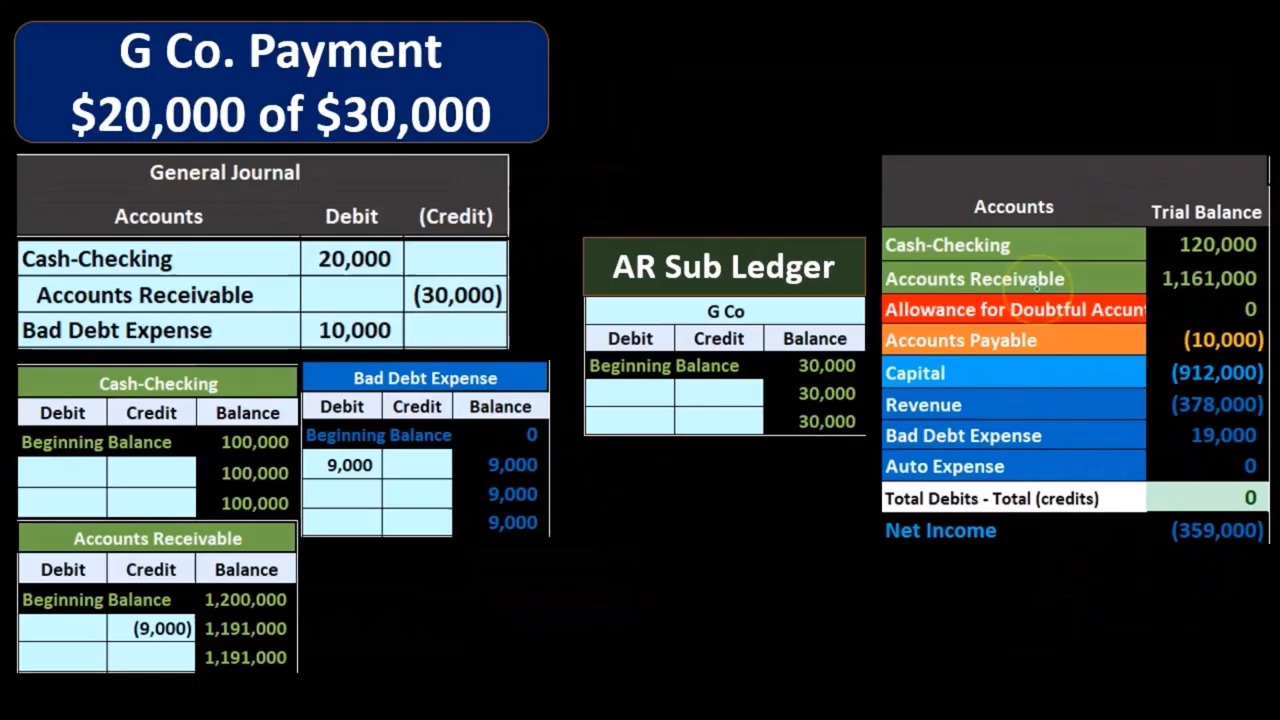 G Co. Payment
$20,000 of $30,000
General Journal
Accounts Debit (Credit)
Cash-Checking 20,000
Accounts Receivable (30,000)
Bad Debt Expense 10,000
Cash-Checking
Debit Credit Balance
Beginning Balance 100,000
100,000
100,000
Bad Debt Expense
Debit Credit Balance
Beginning Balance 0
9,000 9,000
9,000
9,000
Accounts Receivable
Debit Credit Balance
Beginning Balance 1,200,000
(9,000) 1,191,000
1,191,000
AR Sub Ledger
G Co
Debit Credit Balance
Beginning Balance 30,000
30,000
30,000
Accounts Trial Balance
Cash-Checking 120,000
Accounts Receivable 1,161,000
Allowance for Doubtful Accun 0
Accounts Payable (10,000)
Capital (912,000)
Revenue (378,000)
Bad Debt Expense 19,000
Auto Expense 0
Total Debits - Total (credits) 0
Net Income (359,000)